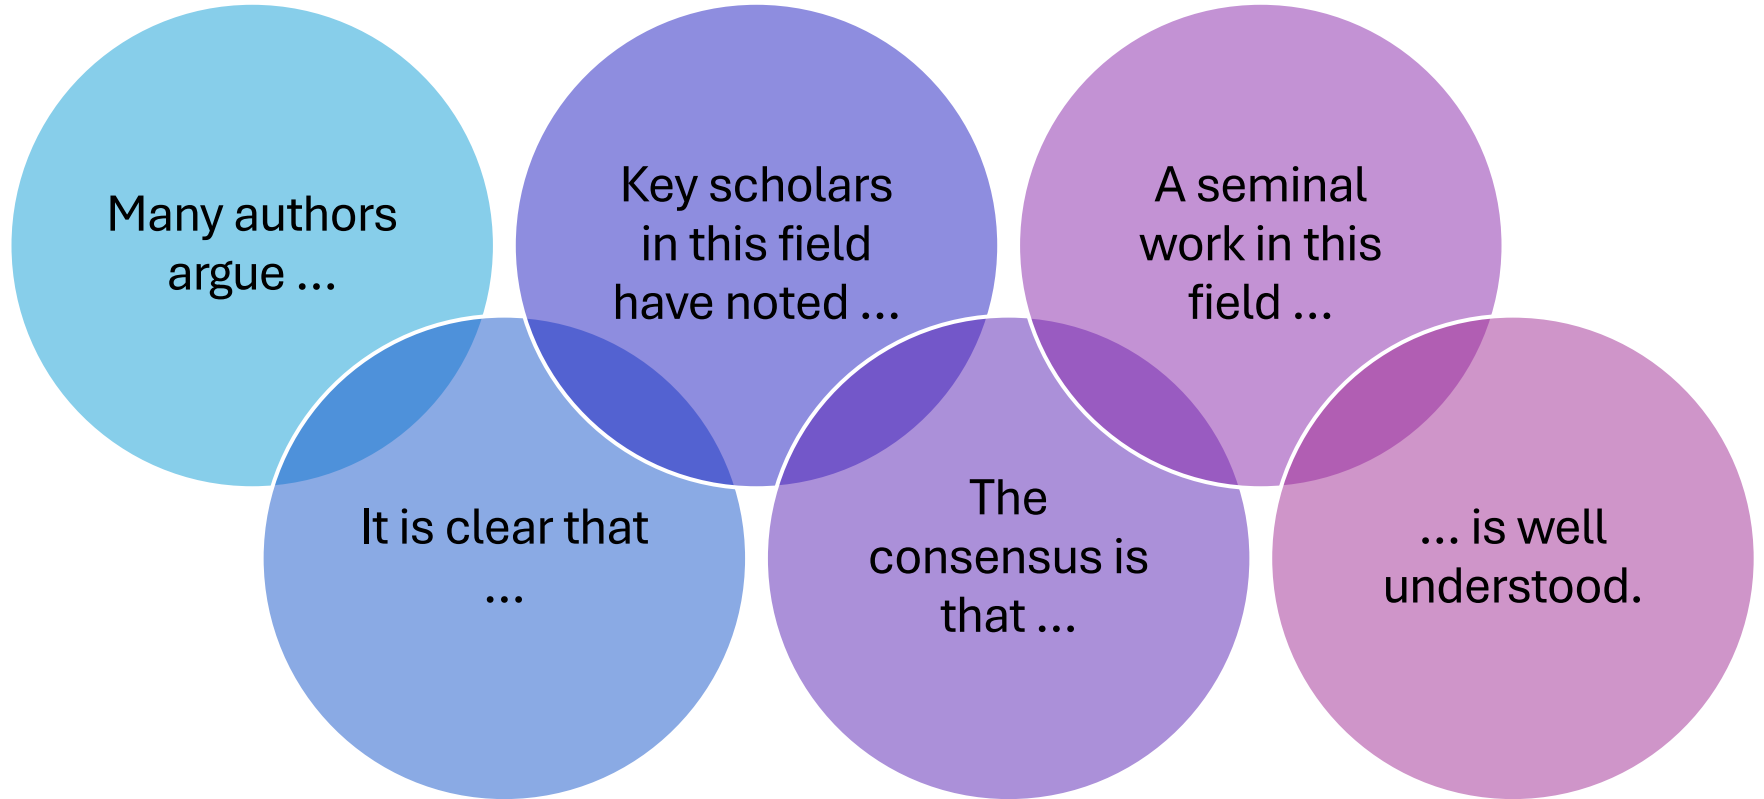 Many authors
argue ...
Key scholars
in this field
have noted ...
A seminal
work in this
field ...
It is clear that
...
The
consensus is
that ...
... is well
understood.